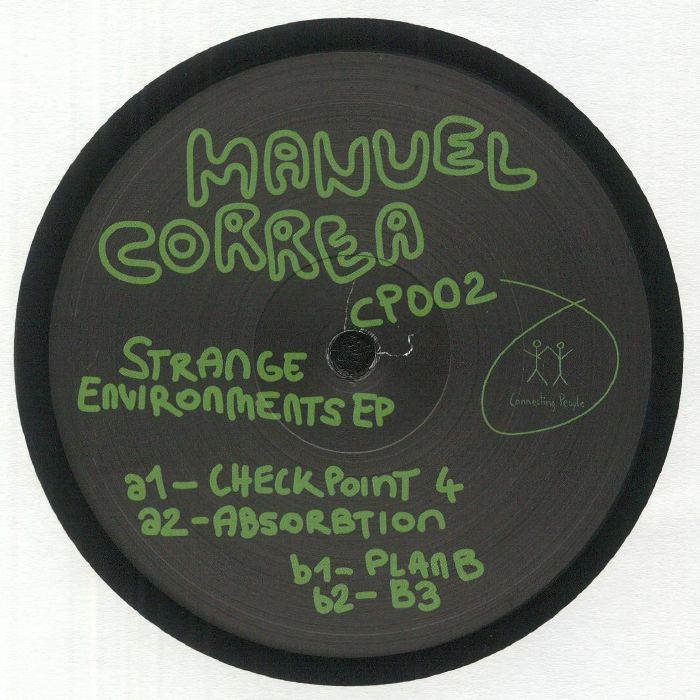 MANUEL
CORREA
CP002
STRANGE
ENVIRONMENTS EP
Connecting People
a1 - CHECKPOINT 4
a2 - ABSORBTION
b1 - PLAN B
b2 - B3